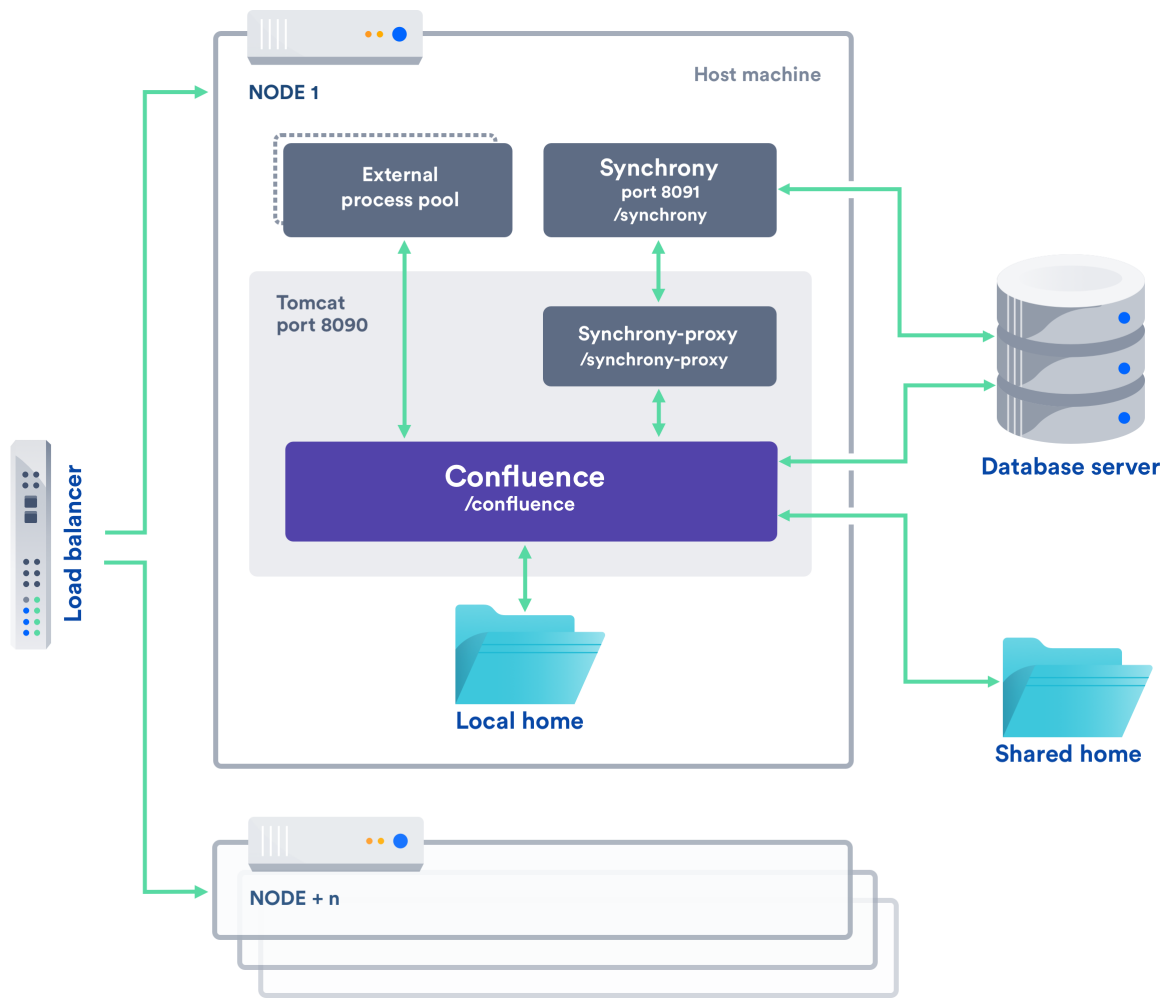 NODE 1
Host machine
External
process pool
Synchrony
port 8091
/synchrony
Tomcat
port 8090
Synchrony-proxy
/synchrony-proxy
Confluence
/confluence
Local home
Load balancer
Database server
Shared home
NODE + n